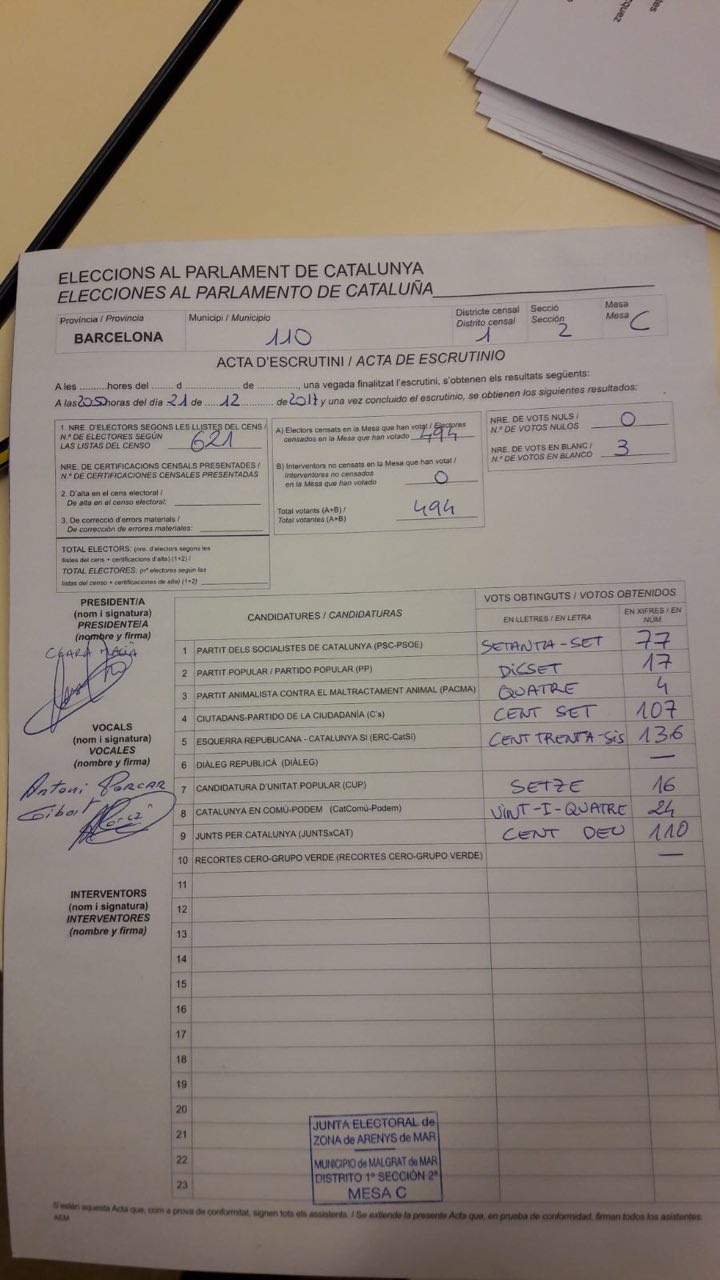 ELECCIONS AL PARLAMENT DE CATALUNYA
ELECCIONES AL PARLAMENTO DE CATALUÑA
Provincia / Provincia
BARCELONA
Municipi / Municipio
110
Districte censal
Distrito censal
1
Secció
Sección
2
Mesa
Mesa
C
ACTA D'ESCRUTINI / ACTA DE ESCRUTINIO
A les ..........hores del ...... d .................. de ............., una vegada finalitzat l'escrutini, s'obtenen els resultats següents:
A las 2050 horas del día 21 de 12 de 2017 y una vez concluido el escrutinio, se obtienen los siguientes resultados:
1. NRE. D'ELECTORS SEGONS LES LLISTES DEL CENS /
N.º DE ELECTORES SEGÚN
LAS LISTAS DEL CENSO 621
NRE. DE CERTIFICACIONS CENSALS PRESENTADES /
N.º DE CERTIFICACIONES CENSALES PRESENTADAS
2. D'alta en el cens electoral /
De alta en el censo electoral:
3. De correcció d'errors materials /
De corrección de errores materiales:
TOTAL ELECTORS: (nre. d'electors segons les
llistes del cens + certificacions d'alta) (1+2) /
TOTAL ELECTORES: (nº electores según las
listas del censo + certificaciones de alta) (1+2)
A) Electors censats en la Mesa que han votat / Electores
censados en la Mesa que han votado 494
B) Interventors no censats en la Mesa que han votat /
Interventores no censados
en la Mesa que han votado 0
Total votants (A+B) /
Total votantes (A+B) 494
NRE. DE VOTS NULS /
N.º DE VOTOS NULOS 0
NRE. DE VOTS EN BLANC /
N.º DE VOTOS EN BLANCO 3
PRESIDENT/A
(nom i signatura)
PRESIDENTE/A
(nombre y firma)
VOCALS
(nom i signatura)
VOCALES
(nombre y firma)
Antoni Porcar
Gibert
INTERVENTORS
(nom i signatura)
INTERVENTORES
(nombre y firma)
CANDIDATURES / CANDIDATURAS
VOTS OBTINGUTS / VOTOS OBTENIDOS
EN LLETRES / EN LETRA
EN XIFRES / EN
NUM
1 PARTIT DELS SOCIALISTES DE CATALUNYA (PSC-PSOE) SETANTA-SET 77
2 PARTIT POPULAR / PARTIDO POPULAR (PP) DISSET 17
3 PARTIT ANIMALISTA CONTRA EL MALTRACTAMENT ANIMAL (PACMA) QUATRE 4
4 CIUTADANS-PARTIDO DE LA CIUDADANÍA (C's) CENT SET 107
5 ESQUERRA REPUBLICANA - CATALUNYA SI (ERC-CatSí) CENT TRENTA-SIS 136
6 DIÀLEG REPUBLICÀ (DIÀLEG) —
7 CANDIDATURA D'UNITAT POPULAR (CUP) SETZE 16
8 CATALUNYA EN COMÚ-PODEM (CatComú-Podem) VINT-I-QUATRE 24
9 JUNTS PER CATALUNYA (JUNTSxCAT) CENT DEU 110
10 RECORTES CERO-GRUPO VERDE (RECORTES CERO-GRUPO VERDE) —
11
12
13
14
15
16
17
18
19
20
21
22
23
JUNTA ELECTORAL de
ZONA de ARENYS de MAR
MUNICIPIO de MALGRAT de MAR
DISTRITO 1º SECCIÓN 2ª
MESA C
S'estén aquesta Acta que, com a prova de conformitat, signen tots els assistents. / Se extiende la presente Acta que, en prueba de conformidad, firman todos los asistentes.